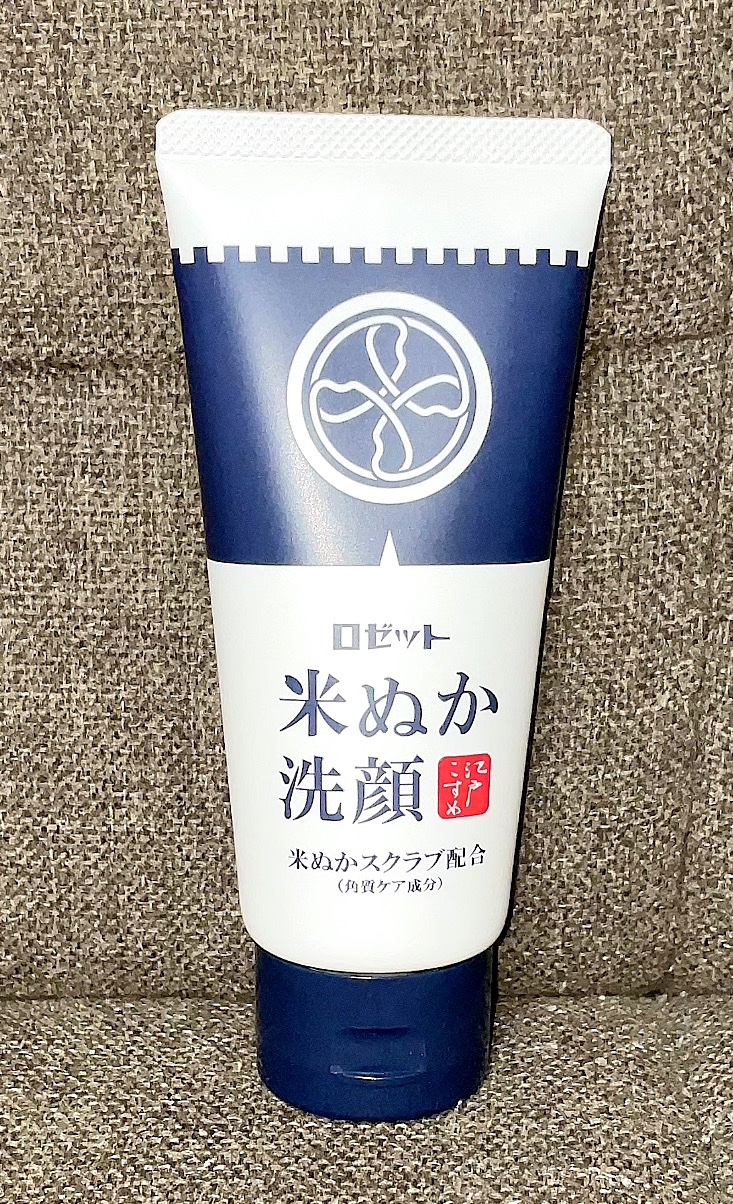 ロゼット
米ぬか
洗顔
江戸
こすめ
米ぬかスクラブ配合
(角質ケア成分)